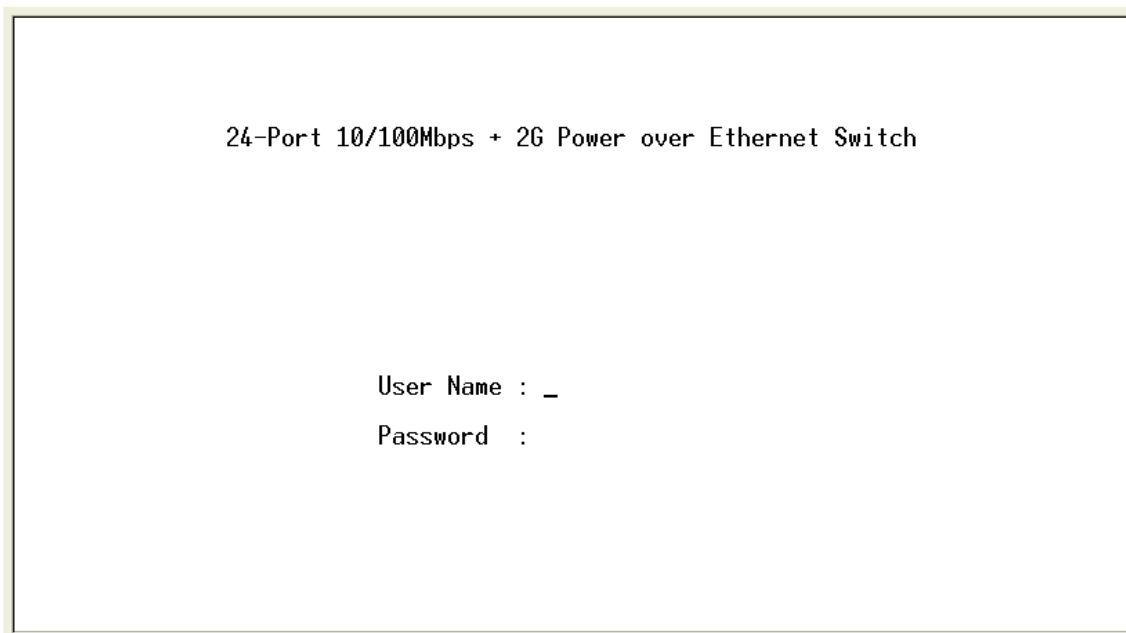 24-Port 10/100Mbps + 2G Power over Ethernet Switch
User Name : _
Password :